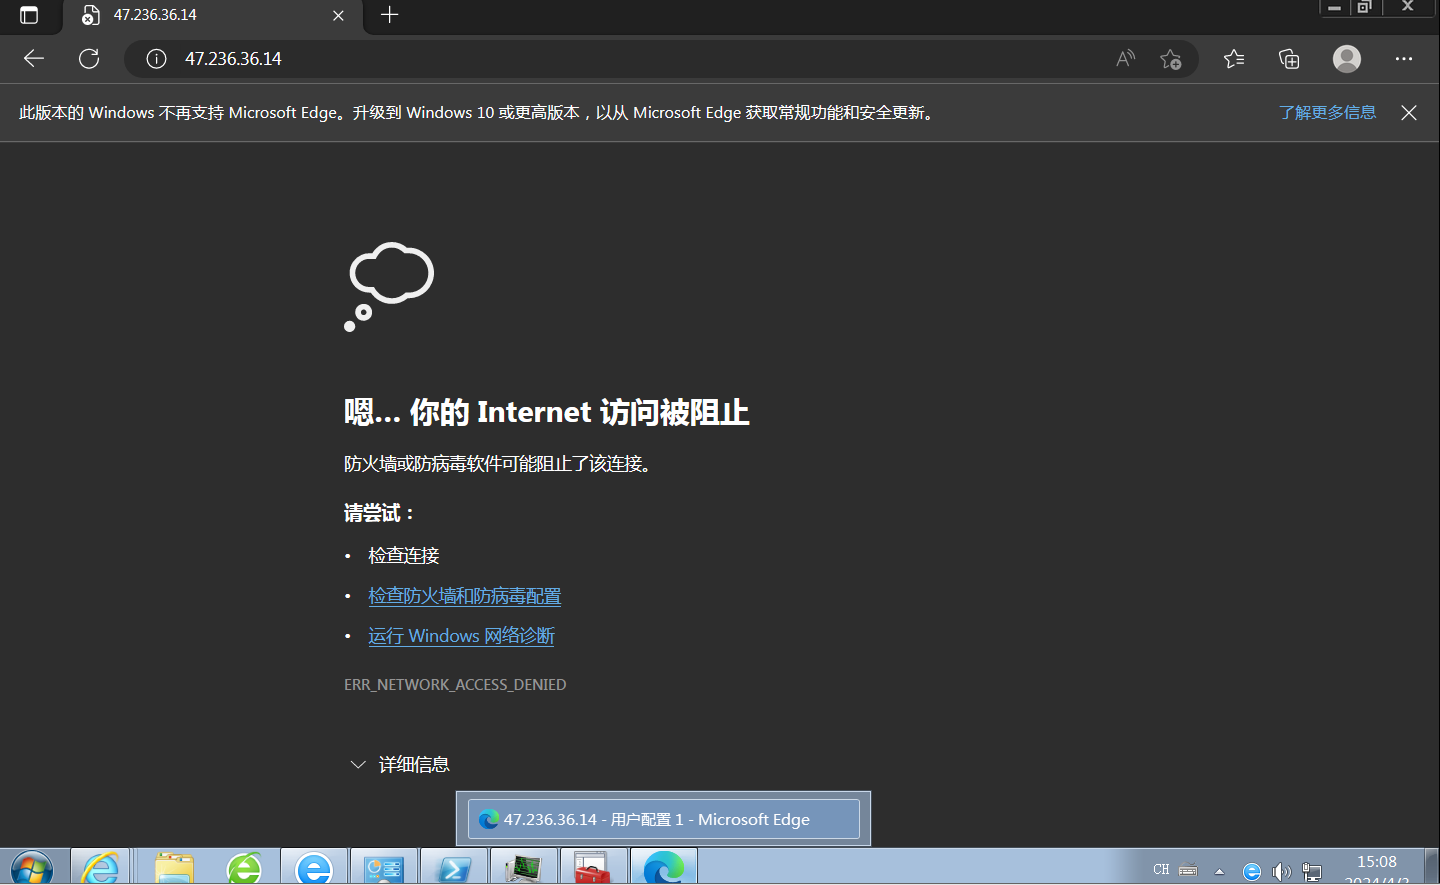 47.236.36.14
47.236.36.14
此版本的 Windows 不再支持 Microsoft Edge。升级到 Windows 10 或更高版本，以从 Microsoft Edge 获取常规功能和安全更新。 了解更多信息
嗯... 你的 Internet 访问被阻止
防火墙或防病毒软件可能阻止了该连接。
请尝试：
• 检查连接
• 检查防火墙和防病毒配置
• 运行 Windows 网络诊断
ERR_NETWORK_ACCESS_DENIED
详细信息
47.236.36.14 - 用户配置 1 - Microsoft Edge
CH
15:08